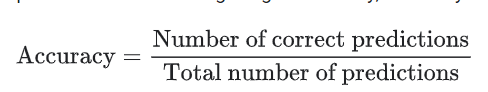 Accuracy = Number of correct predictions
Total number of predictions